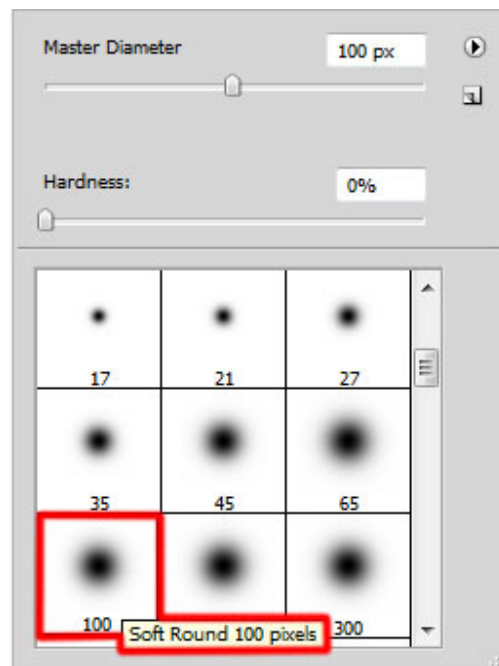 Master Diameter 100 px
Hardness: 0%
17 21 27
35 45 65
100 Soft Round 100 pixels 300